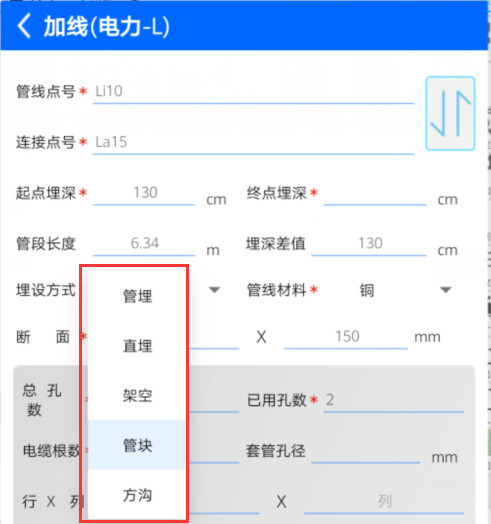 加线(电力-L)
管线点号* Li10
连接点号* La15
起点埋深* 130 cm 终点埋深* cm
管段长度 6.34 m 埋深差值 130 cm
埋设方式 管线材料* 铜
管埋
直埋
断 面* X 150 mm
架空
总 孔
数 * 已用孔数* 2
电缆根数* 管块 套管孔径 mm
行 X 列 方沟 X 列